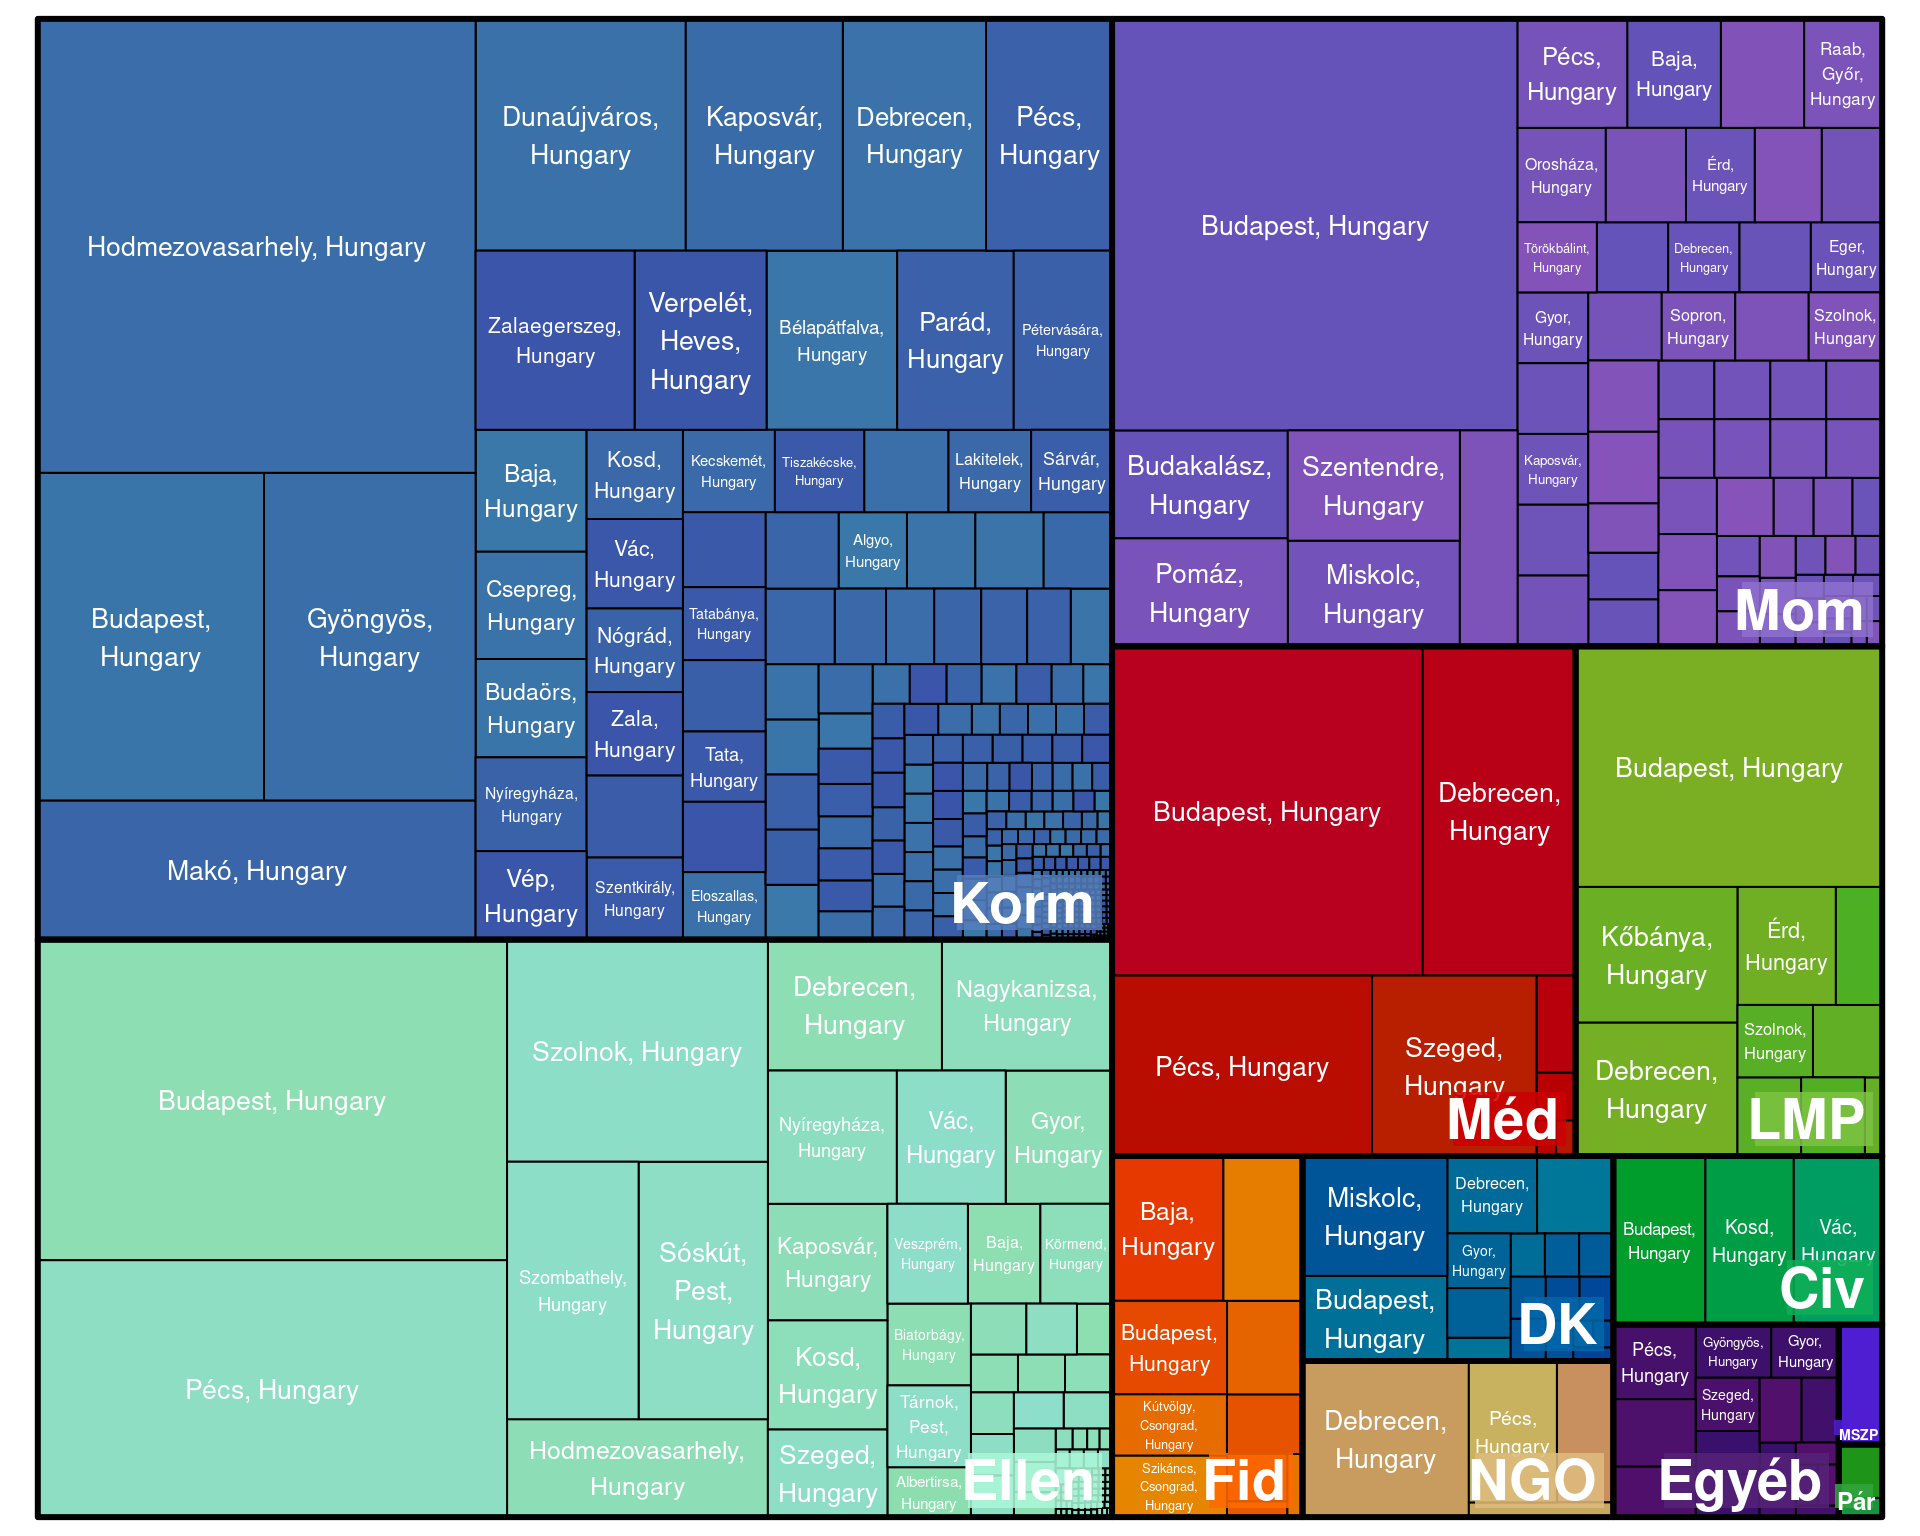 Hodmezovasarhely, Hungary
Budapest,
Hungary
Gyöngyös,
Hungary
Makó, Hungary
Dunaújváros,
Hungary
Kaposvár,
Hungary
Debrecen,
Hungary
Pécs,
Hungary
Zalaegerszeg,
Hungary
Verpelét,
Heves,
Hungary
Bélapátfalva,
Hungary
Parád,
Hungary
Pétervására,
Hungary
Baja,
Hungary
Csepreg,
Hungary
Budaörs,
Hungary
Nyíregyháza,
Hungary
Vép,
Hungary
Kosd,
Hungary
Vác,
Hungary
Nógrád,
Hungary
Zala,
Hungary
Szentkirály,
Hungary
Kecskemét,
Hungary
Tiszakécske,
Hungary
Lakitelek,
Hungary
Sárvár,
Hungary
Algyo,
Hungary
Tatabánya,
Hungary
Tata,
Hungary
Eloszallas,
Hungary
Korm
Budapest, Hungary
Pécs, Hungary
Szolnok, Hungary
Szombathely,
Hungary
Sóskút,
Pest,
Hungary
Hodmezovasarhely,
Hungary
Debrecen,
Hungary
Nagykanizsa,
Hungary
Nyíregyháza,
Hungary
Vác,
Hungary
Gyor,
Hungary
Kaposvár,
Hungary
Kosd,
Hungary
Szeged,
Hungary
Veszprém,
Hungary
Baja,
Hungary
Körmend,
Hungary
Biatorbágy,
Hungary
Tárnok,
Pest,
Hungary
Albertirsa,
Hungary
Ellen
Budapest, Hungary
Budakalász,
Hungary
Pomáz,
Hungary
Szentendre,
Hungary
Miskolc,
Hungary
Pécs,
Hungary
Baja,
Hungary
Raab,
Győr,
Hungary
Orosháza,
Hungary
Érd,
Hungary
Törökbálint,
Hungary
Debrecen,
Hungary
Eger,
Hungary
Gyor,
Hungary
Sopron,
Hungary
Szolnok,
Hungary
Kaposvár,
Hungary
Mom
Budapest, Hungary
Debrecen,
Hungary
Pécs, Hungary
Szeged,
Hungary
Méd
Budapest, Hungary
Kőbánya,
Hungary
Debrecen,
Hungary
Érd,
Hungary
Szolnok,
Hungary
LMP
Baja,
Hungary
Budapest,
Hungary
Kútvölgy,
Csongrad,
Hungary
Szikáncs,
Csongrad,
Hungary
Fid
Miskolc,
Hungary
Budapest,
Hungary
Debrecen,
Hungary
Gyor,
Hungary
DK
Debrecen,
Hungary
Pécs,
Hungary
NGO
Budapest,
Hungary
Kosd,
Hungary
Vác,
Hungary
Civ
Pécs,
Hungary
Gyöngyös,
Hungary
Gyor,
Hungary
Szeged,
Hungary
Egyéb
MSZP
Pár